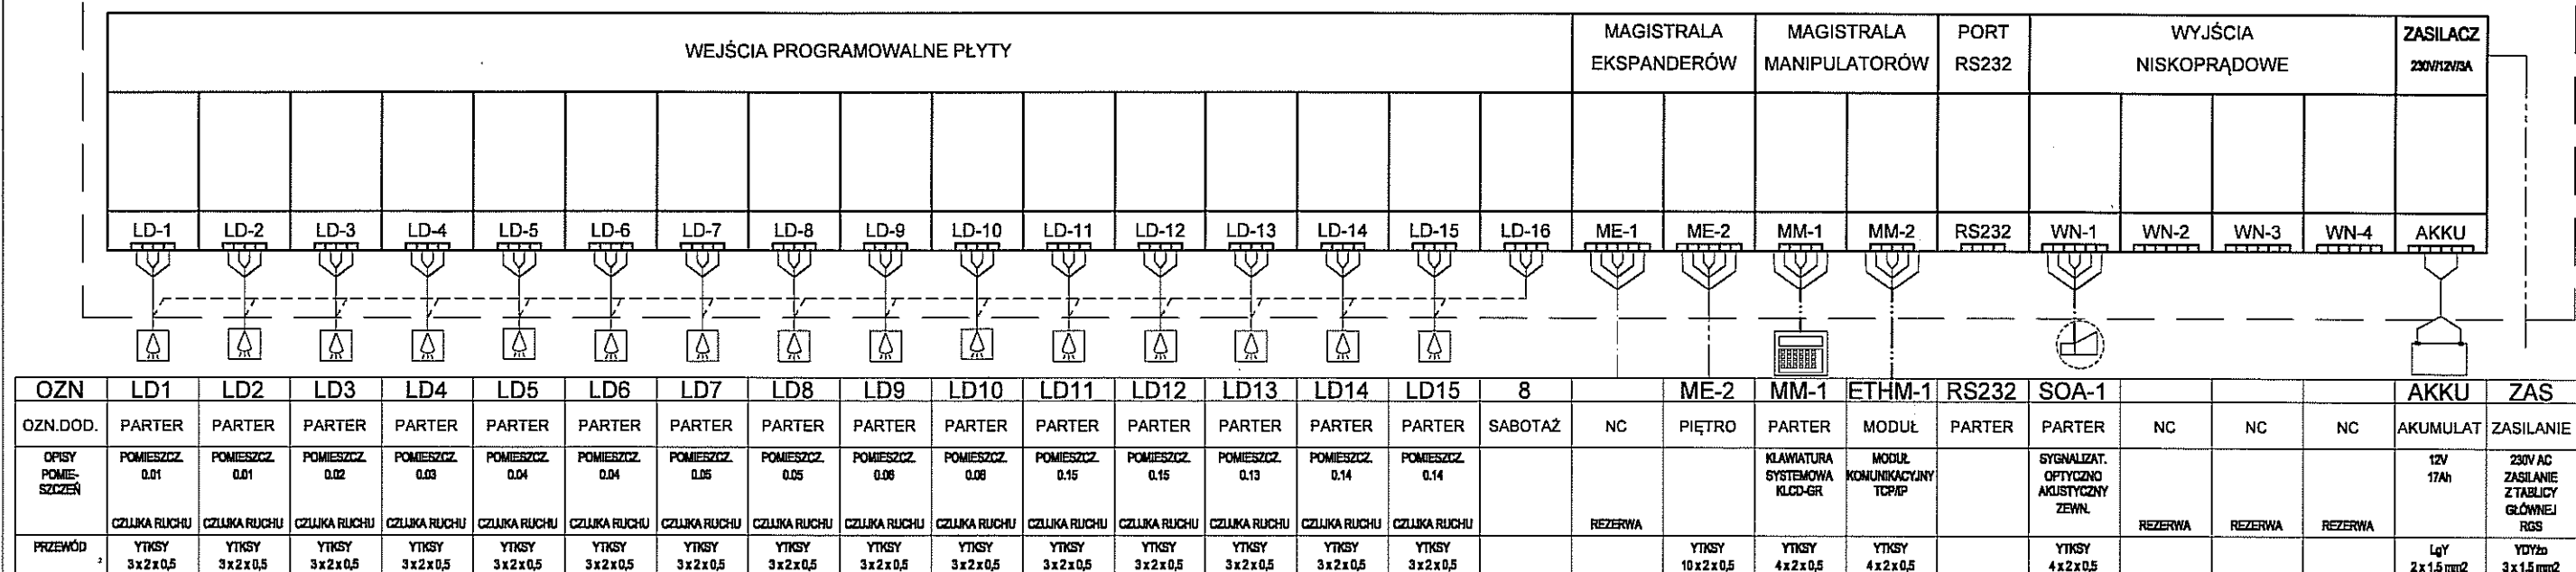 WEJŚCIA PROGRAMOWALNE PŁYTY
MAGISTRALA EKSPANDERÓW
MAGISTRALA MANIPULATORÓW
PORT RS232
WYJŚCIA NISKOPRĄDOWE
ZASILACZ 230V/12V/3A
LD-1 LD-2 LD-3 LD-4 LD-5 LD-6 LD-7 LD-8 LD-9 LD-10 LD-11 LD-12 LD-13 LD-14 LD-15 LD-16 ME-1 ME-2 MM-1 MM-2 RS232 WN-1 WN-2 WN-3 WN-4 AKKU
OZN LD1 LD2 LD3 LD4 LD5 LD6 LD7 LD8 LD9 LD10 LD11 LD12 LD13 LD14 LD15 8 ME-2 MM-1 ETHM-1 RS232 SOA-1 AKKU ZAS
OZN.DOD. PARTER PARTER PARTER PARTER PARTER PARTER PARTER PARTER PARTER PARTER PARTER PARTER PARTER PARTER PARTER SABOTAŻ NC PIĘTRO PARTER MODUŁ PARTER PARTER NC NC NC AKUMULAT ZASILANIE
OPISY POMIESZCZ. POMIESZCZ. POMIESZCZ. POMIESZCZ. POMIESZCZ. POMIESZCZ. POMIESZCZ. POMIESZCZ. POMIESZCZ. POMIESZCZ. POMIESZCZ. POMIESZCZ. POMIESZCZ. POMIESZCZ. POMIESZCZ. KLAWIATURA MODUŁ SYGNALIZAT. 12V 230V AC
POMIE- 0.01 0.01 0.02 0.03 0.04 0.04 0.05 0.05 0.06 0.06 0.15 0.15 0.13 0.14 0.14 SYSTEMOWA KOMUNIKACYJNY OPTYCZNO 17Ah ZASILANIE
SZCZEŃ KLCD-GR TCP/IP AKUSTYCZNY Z TABLICY
ZEWN. GŁÓWNEJ
CZUJKA RUCHU CZUJKA RUCHU CZUJKA RUCHU CZUJKA RUCHU CZUJKA RUCHU CZUJKA RUCHU CZUJKA RUCHU CZUJKA RUCHU CZUJKA RUCHU CZUJKA RUCHU CZUJKA RUCHU CZUJKA RUCHU CZUJKA RUCHU CZUJKA RUCHU CZUJKA RUCHU REZERWA REZERWA REZERWA REZERWA RGS
PRZEWÓD YTKSY YTKSY YTKSY YTKSY YTKSY YTKSY YTKSY YTKSY YTKSY YTKSY YTKSY YTKSY YTKSY YTKSY YTKSY YTKSY YTKSY YTKSY YTKSY LgY YDYżo
2 3x2x0,5 3x2x0,5 3x2x0,5 3x2x0,5 3x2x0,5 3x2x0,5 3x2x0,5 3x2x0,5 3x2x0,5 3x2x0,5 3x2x0,5 3x2x0,5 3x2x0,5 3x2x0,5 3x2x0,5 10x2x0,5 4x2x0,5 4x2x0,5 4x2x0,5 2x1,5 mm2 3x1,5 mm2